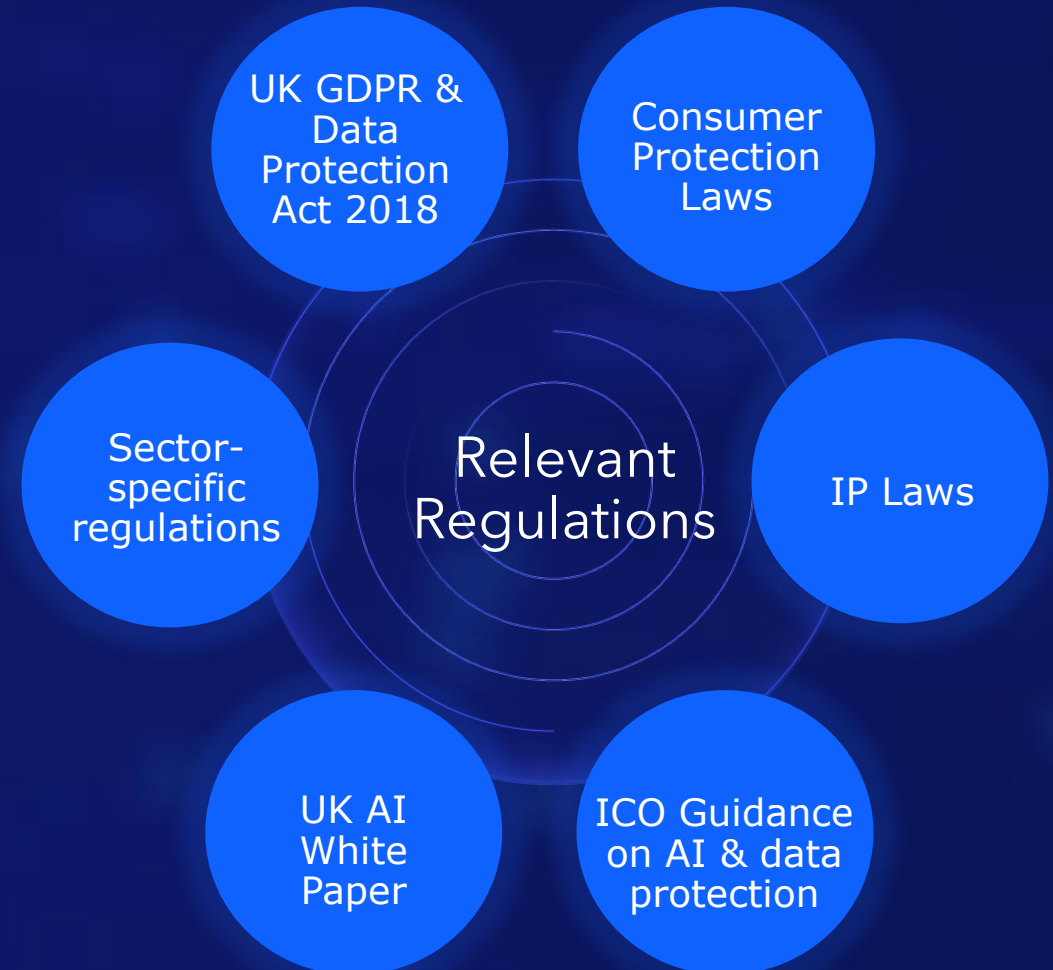 UK GDPR &
Data
Protection
Act 2018
Consumer
Protection
Laws
Sector-
specific
regulations
Relevant
Regulations
IP Laws
UK AI
White
Paper
ICO Guidance
on AI & data
protection